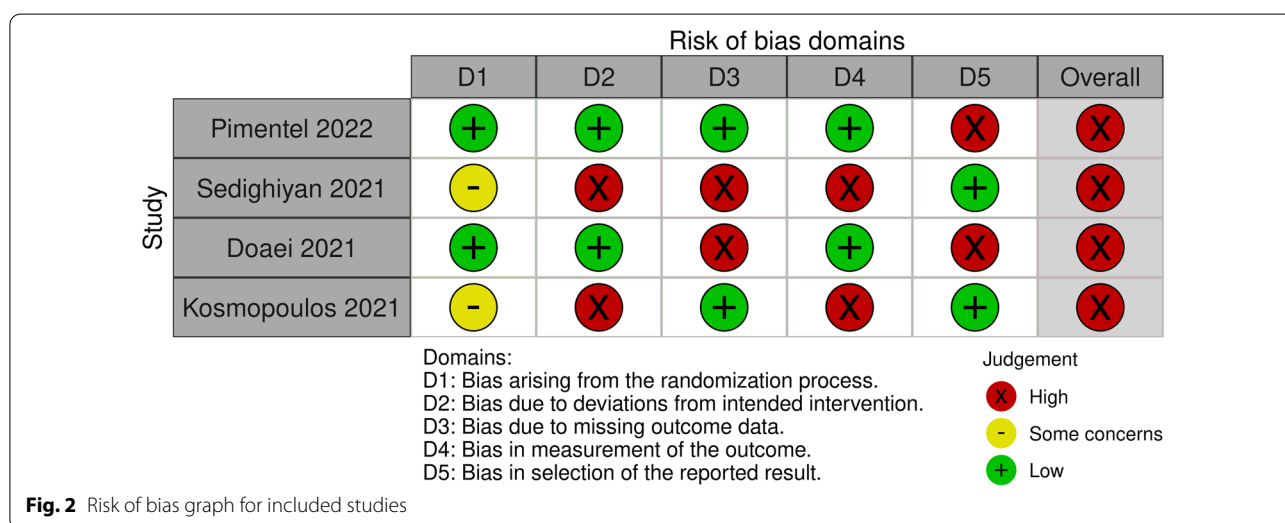 Risk of bias domains
D1 D2 D3 D4 D5 Overall
Study
Pimentel 2022 + + + + X X
Sedighiyan 2021 - X X X + X
Doaei 2021 + + X + X X
Kosmopoulos 2021 - X + X + X
Domains:
D1: Bias arising from the randomization process.
D2: Bias due to deviations from intended intervention.
D3: Bias due to missing outcome data.
D4: Bias in measurement of the outcome.
D5: Bias in selection of the reported result.
Judgement
X High
- Some concerns
+ Low
Fig. 2 Risk of bias graph for included studies